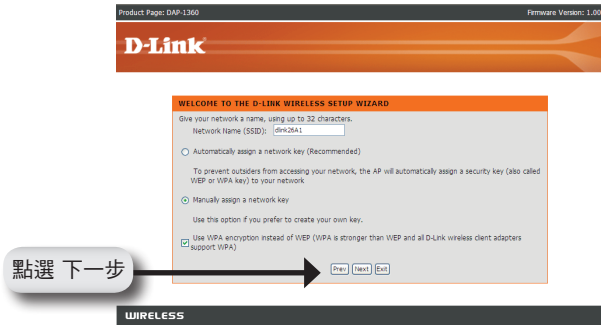 Product Page: DAP-1360
Firmware Version: 1.00
D-Link
WELCOME TO THE D-LINK WIRELESS SETUP WIZARD
Give your network a name, using up to 32 characters.
Network Name (SSID): dlink26A1
Automatically assign a network key (Recommended)
To prevent outsiders from accessing your network, the AP will automatically assign a security key (also called
WEP or WPA key) to your network
Manually assign a network key
Use this option if you prefer to create your own key.
Use WPA encryption instead of WEP (WPA is stronger than WEP and all D-Link wireless client adapters
support WPA)
點選 下一步
Prev Next Exit
WIRELESS